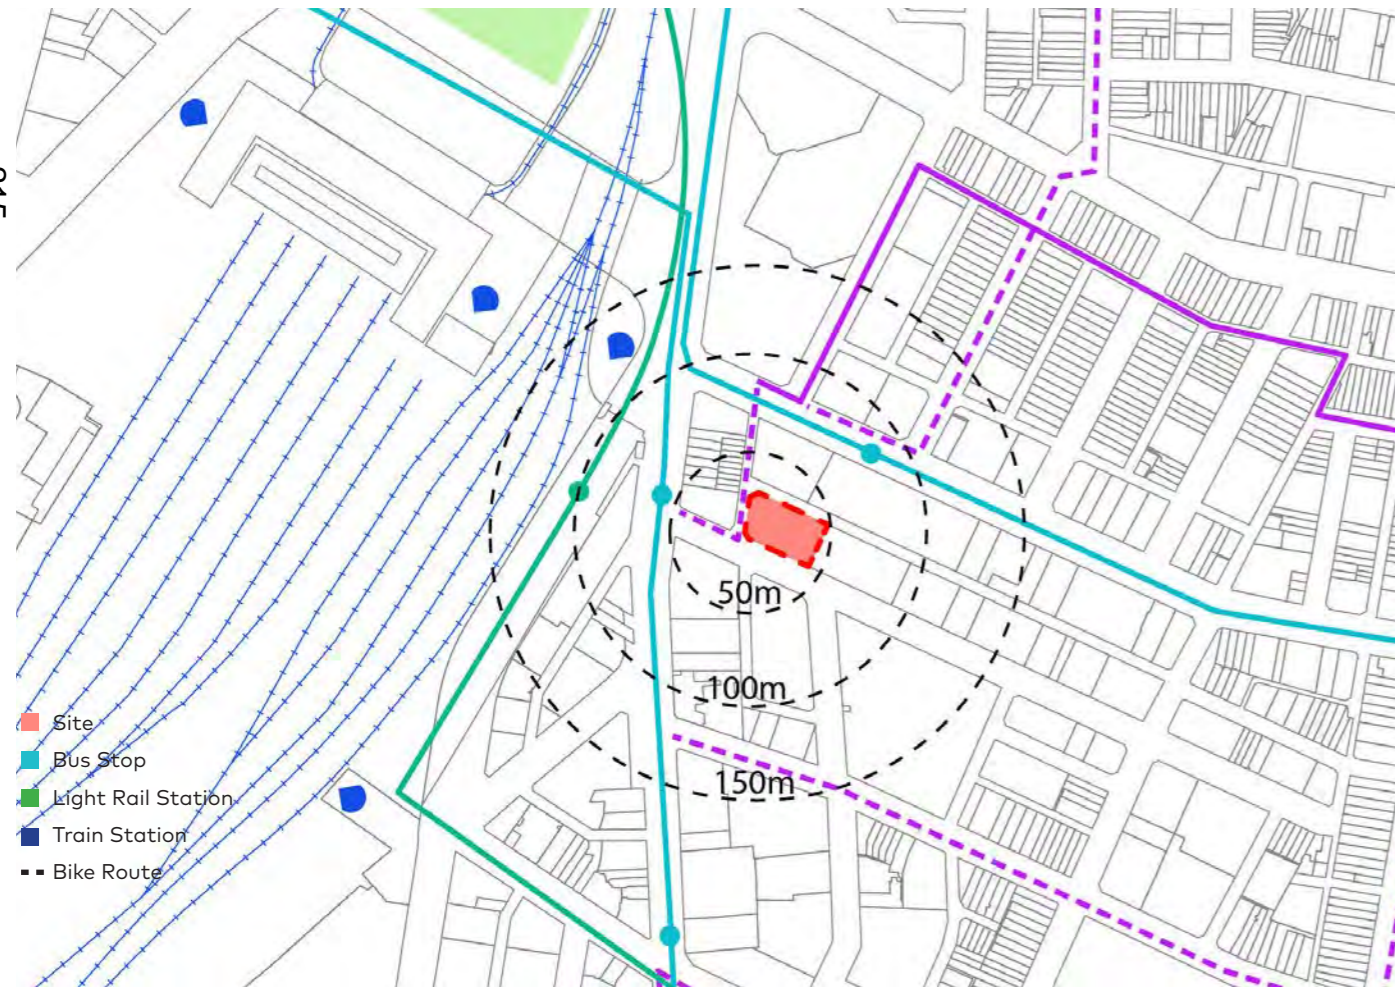 50m
100m
150m
Site
Bus Stop
Light Rail Station
Train Station
Bike Route